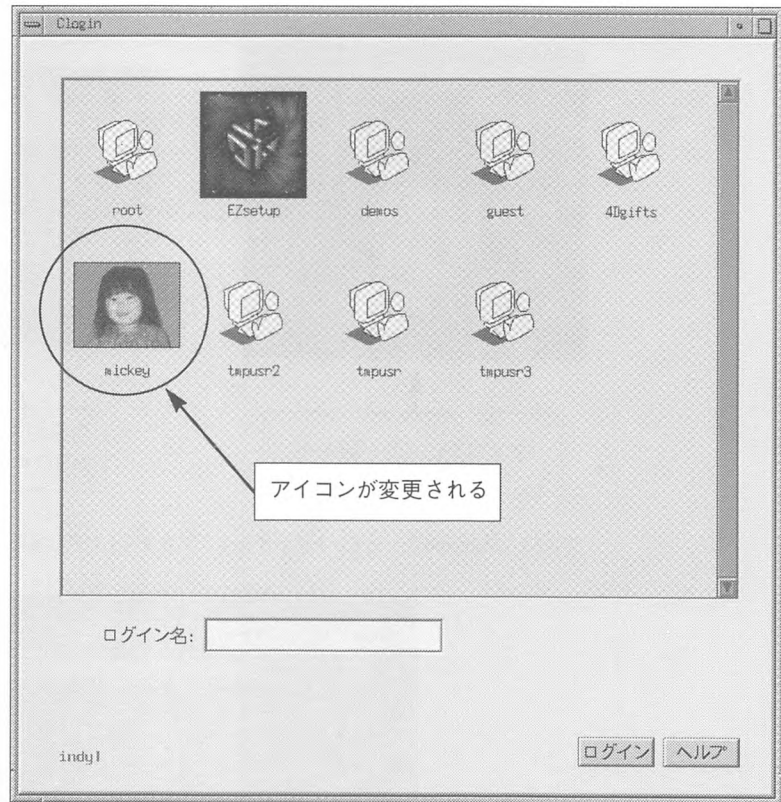 Clogin
root
EZsetup
demos
guest
4Dgifts
mickey
tmpusr2
tmpusr
tmpusr3
アイコンが変更される
ログイン名:
indy1
ログイン
ヘルプ